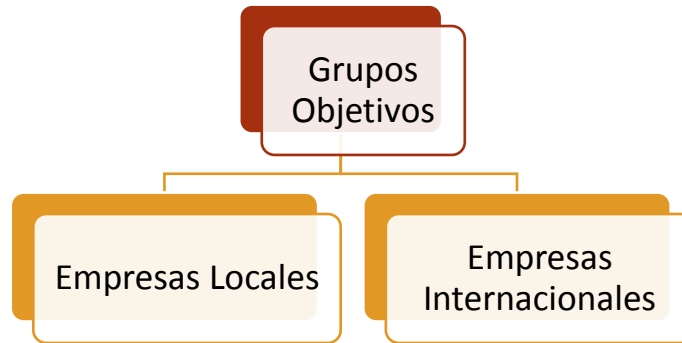 Grupos
Objetivos
Empresas Locales
Empresas
Internacionales